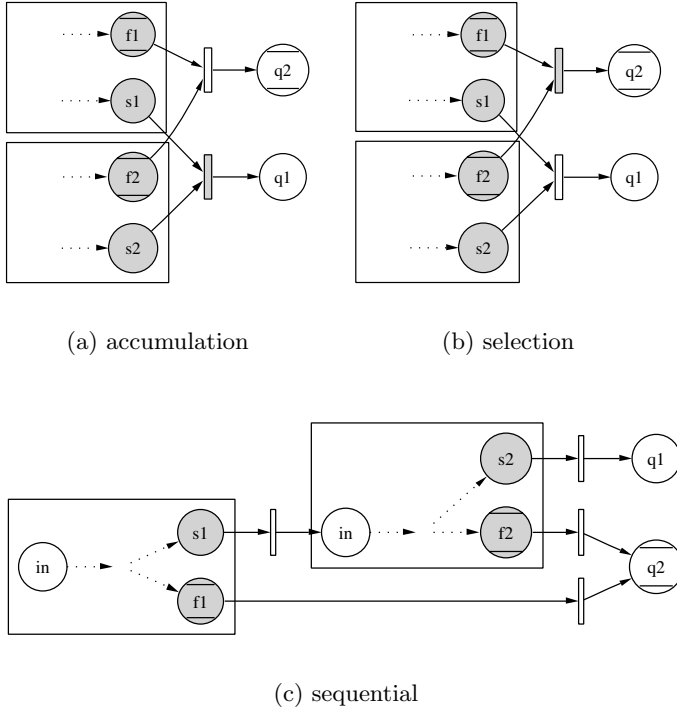 f1
q2
s1
f2
q1
s2
(a) accumulation
f1
q2
s1
f2
q1
s2
(b) selection
s2
q1
s1
in
f2
in
q2
f1
(c) sequential